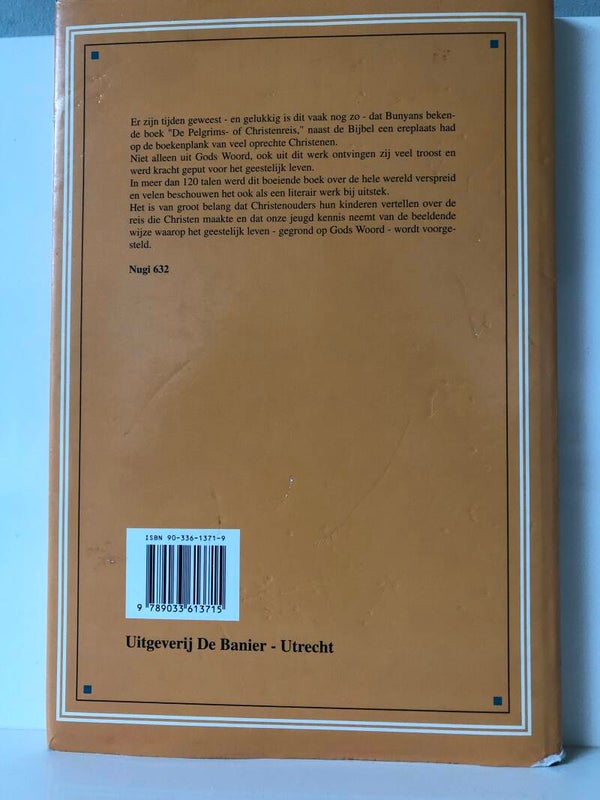 Er zijn tijden geweest - en gelukkig is dit vaak nog zo - dat Bunyans beken-
de boek "De Pelgrims- of Christenreis," naast de Bijbel een ereplaats had
op de boekenplank van veel oprechte Christenen.
Niet alleen uit Gods Woord, ook uit dit werk ontvingen zij veel troost en
werd kracht geput voor het geestelijk leven.
In meer dan 120 talen werd dit boeiende boek over de hele wereld verspreid
en velen beschouwen het ook als een literair werk bij uitstek.
Het is van groot belang dat Christenouders hun kinderen vertellen over de
reis die Christen maakte en dat onze jeugd kennis neemt van de beeldende
wijze waarop het geestelijk leven - gegrond op Gods Woord - wordt voorge-
steld.
Nugi 632
ISBN 90-336-1371-9
9 789033 613715
Uitgeverij De Banier - Utrecht